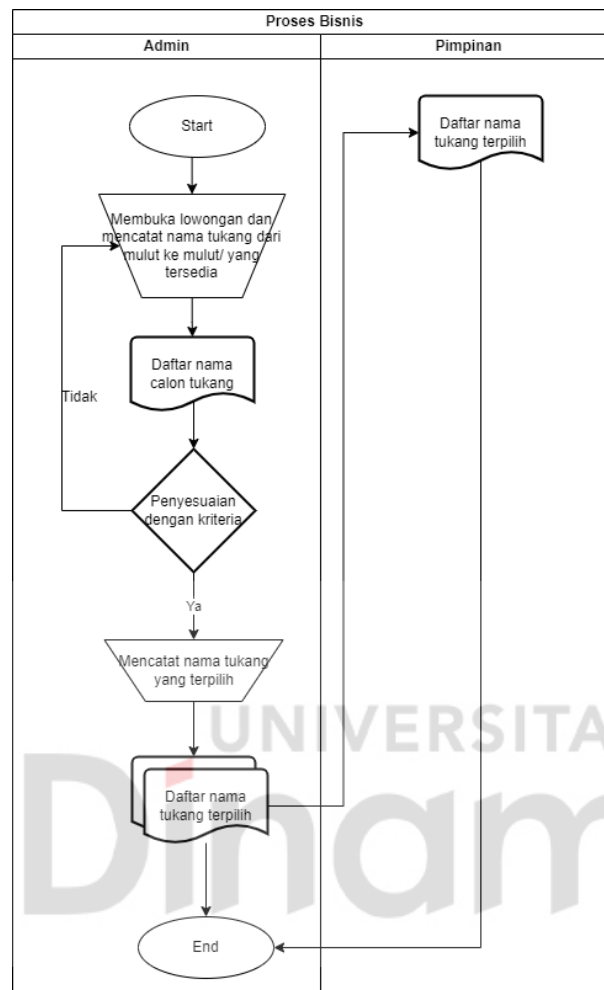 Proses Bisnis
Admin
Pimpinan
Start
Daftar nama
tukang terpilih
Membuka lowongan dan
mencatat nama tukang dari
mulut ke mulut/ yang
tersedia
Daftar nama
calon tukang
Tidak
Penyesuaian
dengan kriteria
Ya
Mencatat nama tukang
yang terpilih
UNIVERSITA
Dinam
Daftar nama
tukang terpilih
End